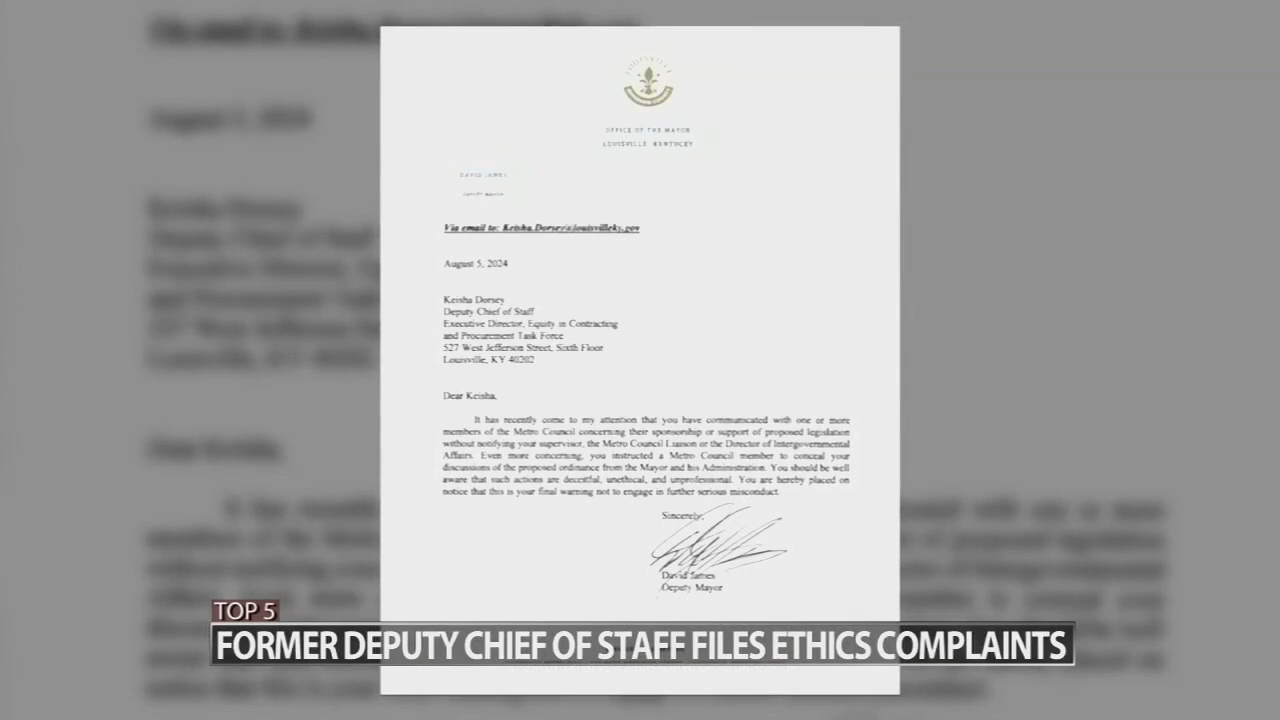 LOUISVILLE
OFFICE OF THE MAYOR
LOUISVILLE, KENTUCKY
DAVID JAMES
DEPUTY MAYOR
Via email to: Keisha.Dorsey@louisvilleky.gov
August 5, 2024
Keisha Dorsey
Deputy Chief of Staff
Executive Director, Equity in Contracting
and Procurement Task Force
527 West Jefferson Street, Sixth Floor
Louisville, KY 40202
Dear Keisha,
It has recently come to my attention that you have communicated with one or more
members of the Metro Council concerning their sponsorship or support of proposed legislation
without notifying your supervisor, the Metro Council Liaison or the Director of Intergovernmental
Affairs. Even more concerning, you instructed a Metro Council member to conceal your
discussions of the proposed ordinance from the Mayor and his Administration. You should be well
aware that such actions are deceitful, unethical, and unprofessional. You are hereby placed on
notice that this is your final warning not to engage in further serious misconduct.
Sincerely,
David James
Deputy Mayor
TOP 5
FORMER DEPUTY CHIEF OF STAFF FILES ETHICS COMPLAINTS